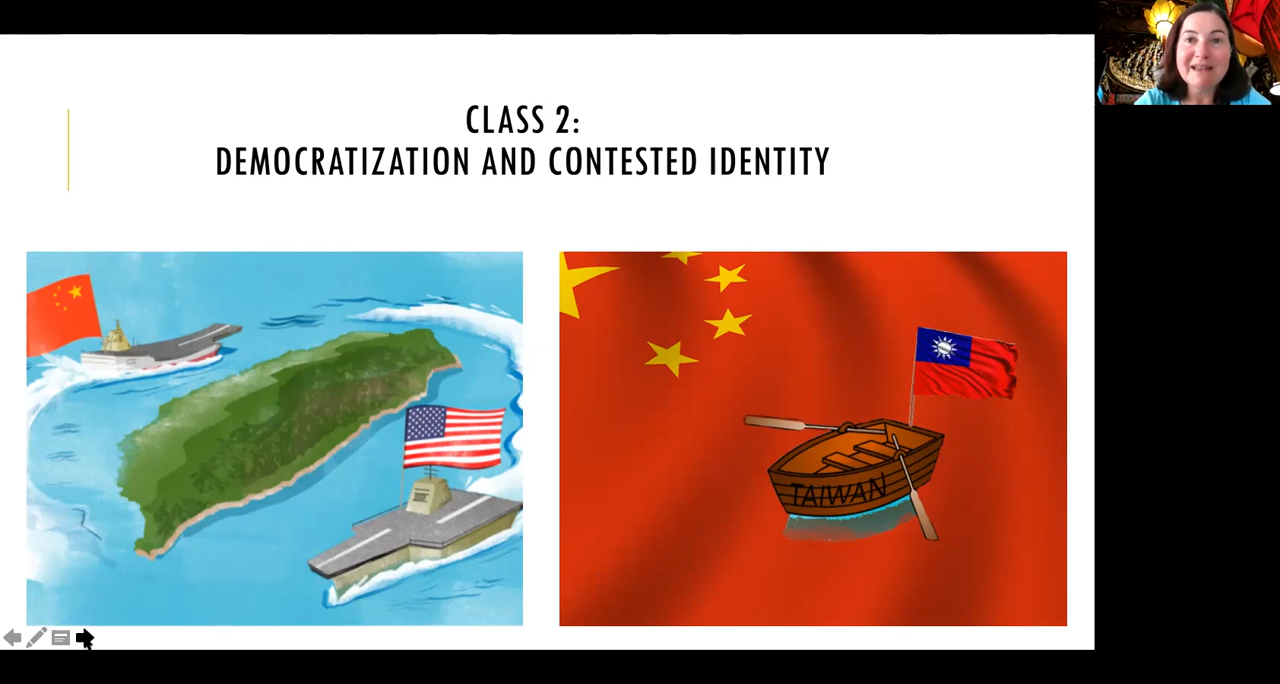 CLASS 2:
DEMOCRATIZATION AND CONTESTED IDENTITY
TAIWAN